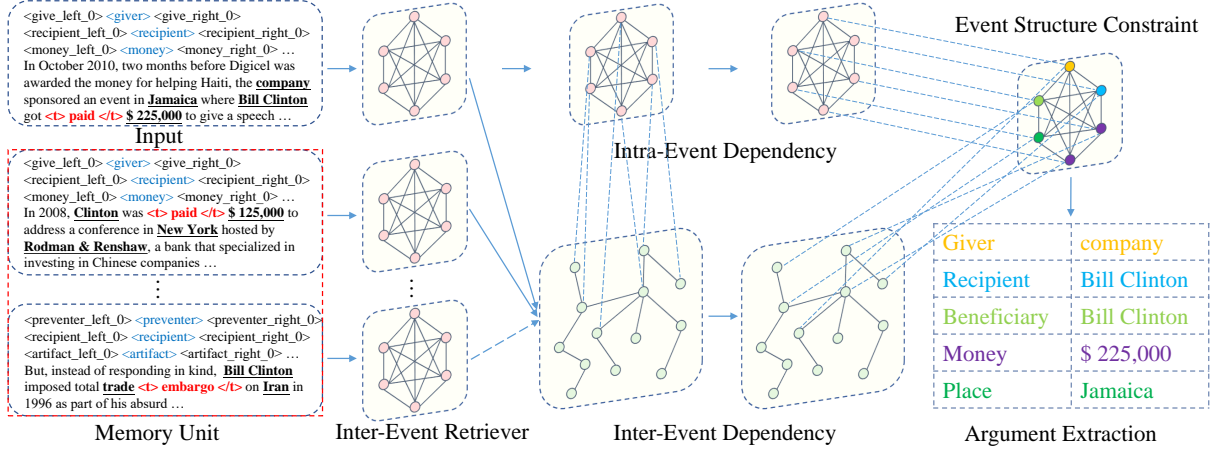 <give_left_0> <giver> <give_right_0>
<recipient_left_0> <recipient> <recipient_right_0>
<money_left_0> <money> <money_right_0> …
In October 2010, two months before Digicel was
awarded the money for helping Haiti, the company
sponsored an event in Jamaica where Bill Clinton
got <t> paid </t> $ 225,000 to give a speech …
Input
<give_left_0> <giver> <give_right_0>
<recipient_left_0> <recipient> <recipient_right_0>
<money_left_0> <money> <money_right_0> …
In 2008, Clinton was <t> paid </t> $ 125,000 to
address a conference in New York hosted by
Rodman & Renshaw, a bank that specialized in
investing in Chinese companies …
<preventer_left_0> <preventer> <preventer_right_0>
<recipient_left_0> <recipient> <recipient_right_0>
<artifact_left_0> <artifact> <artifact_right_0> …
But, instead of responding in kind, Bill Clinton
imposed total trade <t> embargo </t> on Iran in
1996 as part of his absurd …
Memory Unit
Inter-Event Retriever
Intra-Event Dependency
Inter-Event Dependency
Event Structure Constraint
Giver company
Recipient Bill Clinton
Beneficiary Bill Clinton
Money $ 225,000
Place Jamaica
Argument Extraction